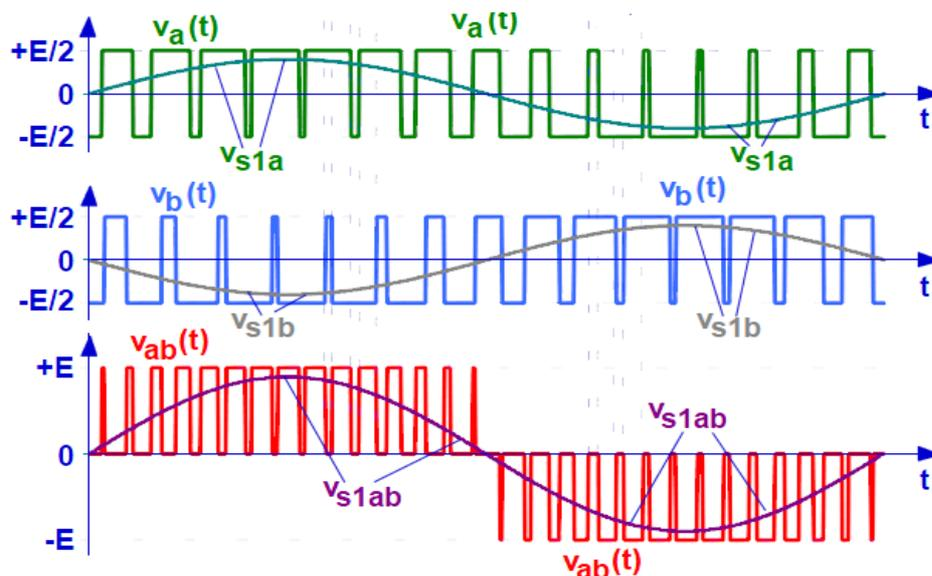 vₐ(t) vₐ(t)
+E/2
0
t
-E/2
vs1a vs1a
vb(t) vb(t)
+E/2
0
t
-E/2
vs1b vs1b
vab(t)
+E
vs1ab
0
t
vs1ab
-E
vab(t)